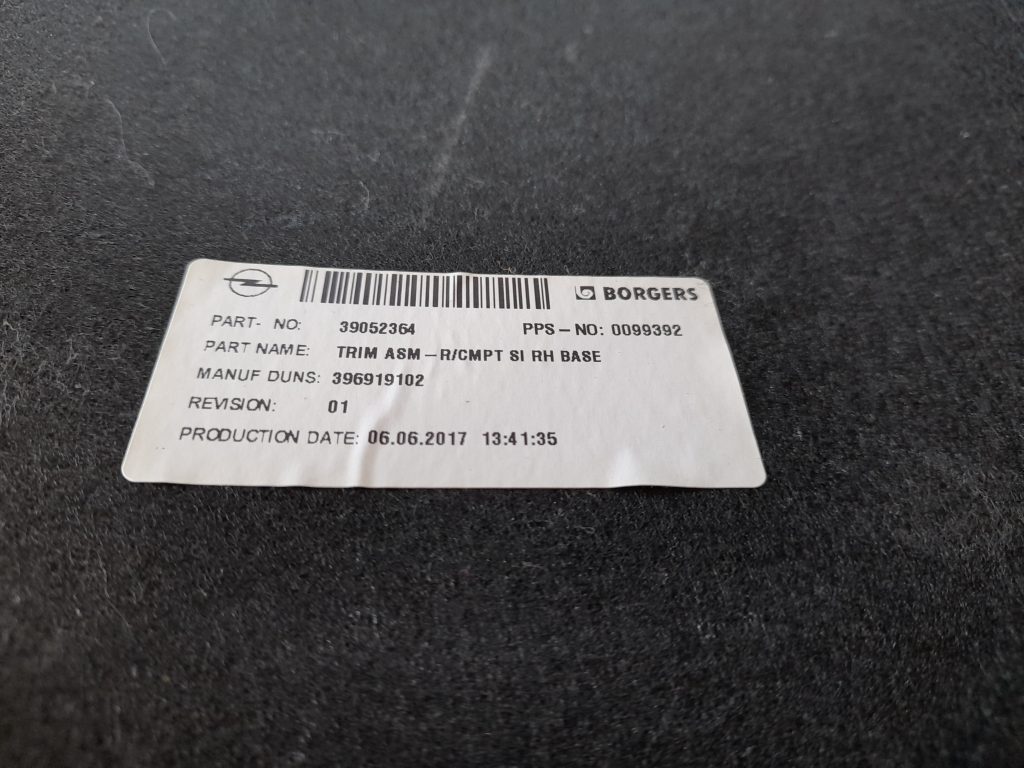 BORGERS
PART- NO: 39052364 PPS-NO: 0099392
PART NAME: TRIM ASM-R/CMPT SI RH BASE
MANUF DUNS: 396919102
REVISION: 01
PRODUCTION DATE: 06.06.2017 13:41:35